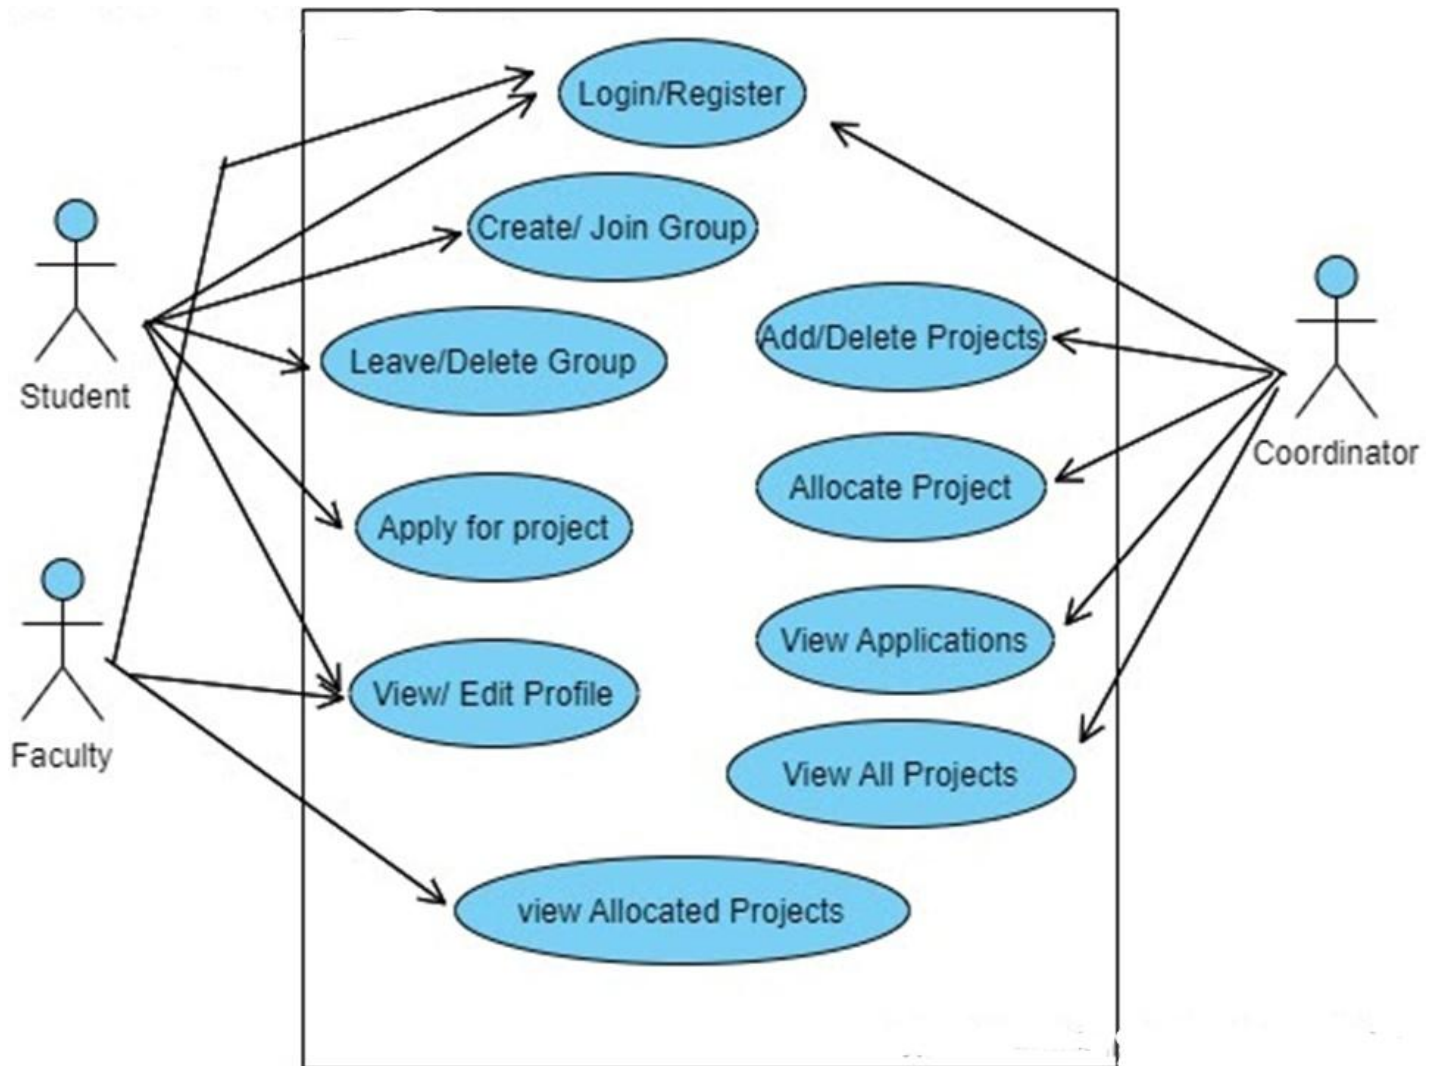 Login/Register
Create/ Join Group
Add/Delete Projects
Leave/Delete Group
Student
Coordinator
Allocate Project
Apply for project
View Applications
View/ Edit Profile
Faculty
View All Projects
view Allocated Projects